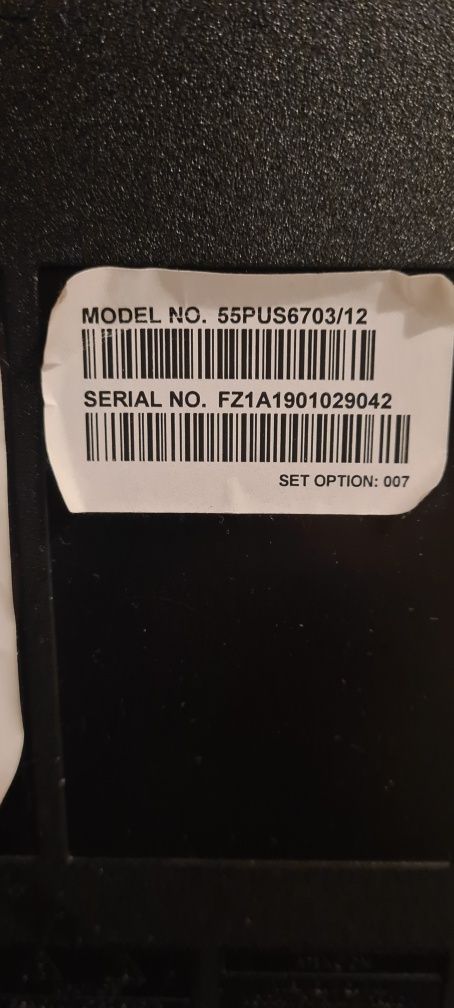 MODEL NO. 55PUS6703/12
SERIAL NO. FZ1A1901029042
SET OPTION: 007